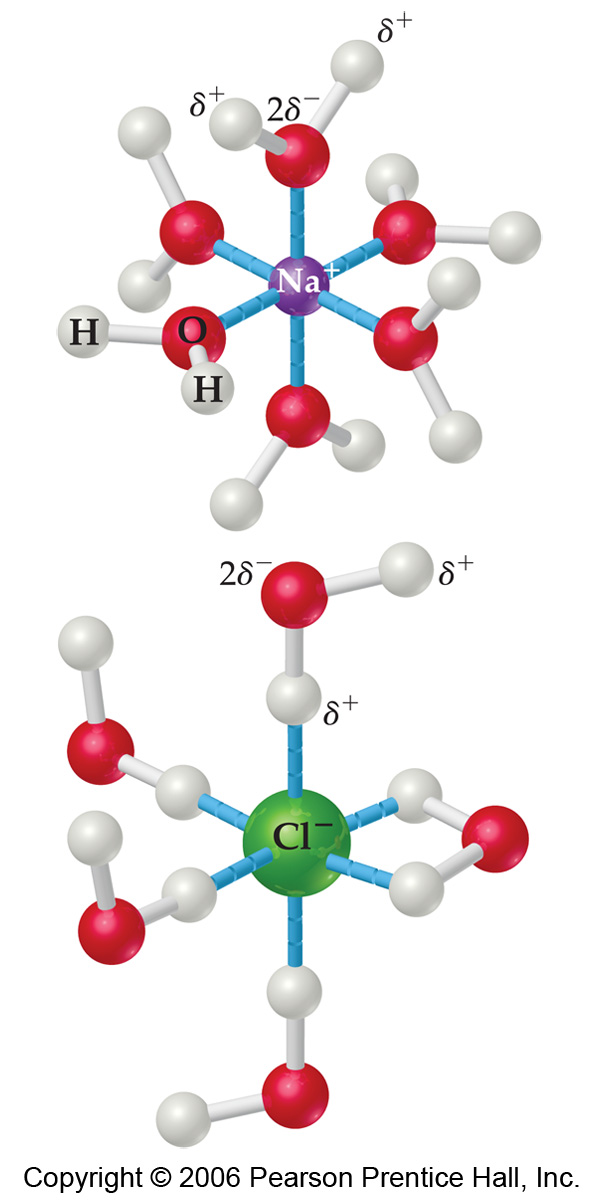 δ⁺
δ⁺ 2δ⁻
Na⁺
H O
H
2δ⁻ δ⁺
δ⁺
Cl⁻
Copyright © 2006 Pearson Prentice Hall, Inc.